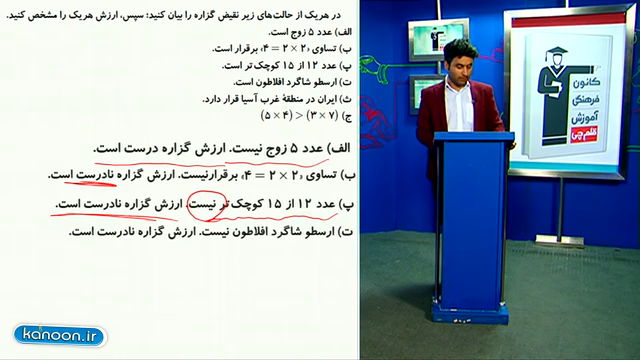 در هریک از حالت‌های زیر نقیض گزاره را بیان کنید؛ سپس، ارزش هریک را مشخص کنید.
الف) عدد ۵ زوج است.
ب) تساوی «۴ = ۲ × ۲» برقرار است.
پ) عدد ۱۲ از ۱۵ کوچک تر است.
ت) ارسطو شاگرد افلاطون است.
ث) ایران در منطقهٔ غرب آسیا قرار دارد.
ج) (۵ × ۴) > (۳ × ۷)
الف) عدد ۵ زوج نیست. ارزش گزاره درست است.
ب) تساوی «۴ = ۲ × ۲» برقرارنیست. ارزش گزاره نادرست است.
پ) عدد ۱۲ از ۱۵ کوچک تر نیست. ارزش گزاره نادرست است.
ت) ارسطو شاگرد افلاطون نیست. ارزش گزاره نادرست است.
کانون
فرهنگی
آموزش
قلم‌چی
kanoon.ir